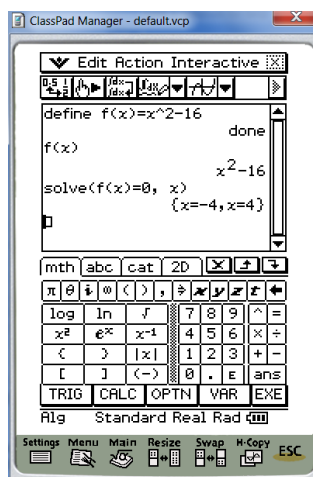 ClassPad Manager - default.vcp
Edit Action Interactive
define f(x)=x^2-16
done
f(x)
x²-16
solve(f(x)=0, x)
{x=-4,x=4}
mth abc cat 2D
π θ i ∞ ( ) , ⇒ x y z t ←
log ln √ 7 8 9 ^ =
x² eˣ x⁻¹ 4 5 6 × ÷
( ) |x| 1 2 3 + -
[ ] (-) 0 . E ans
TRIG CALC OPTN VAR EXE
Alg Standard Real Rad
Settings Menu Main Resize Swap H-Copy ESC